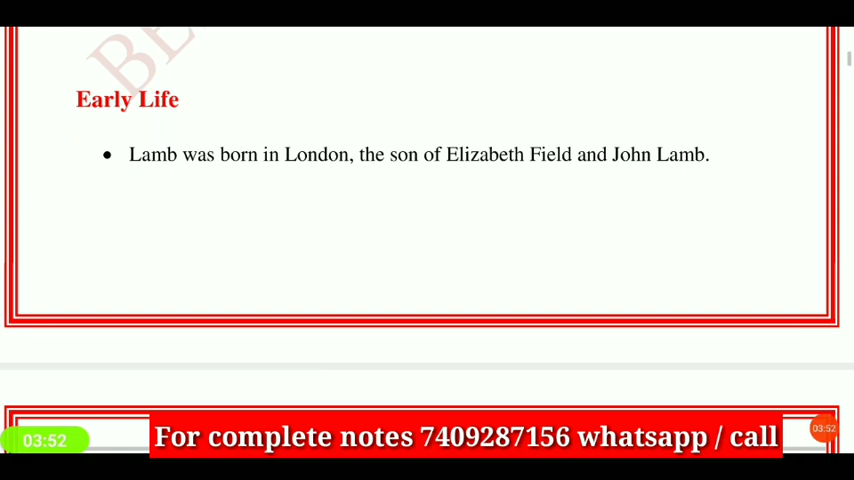 Early Life
• Lamb was born in London, the son of Elizabeth Field and John Lamb.
03:52
For complete notes 7409287156 whatsapp / call
03:52